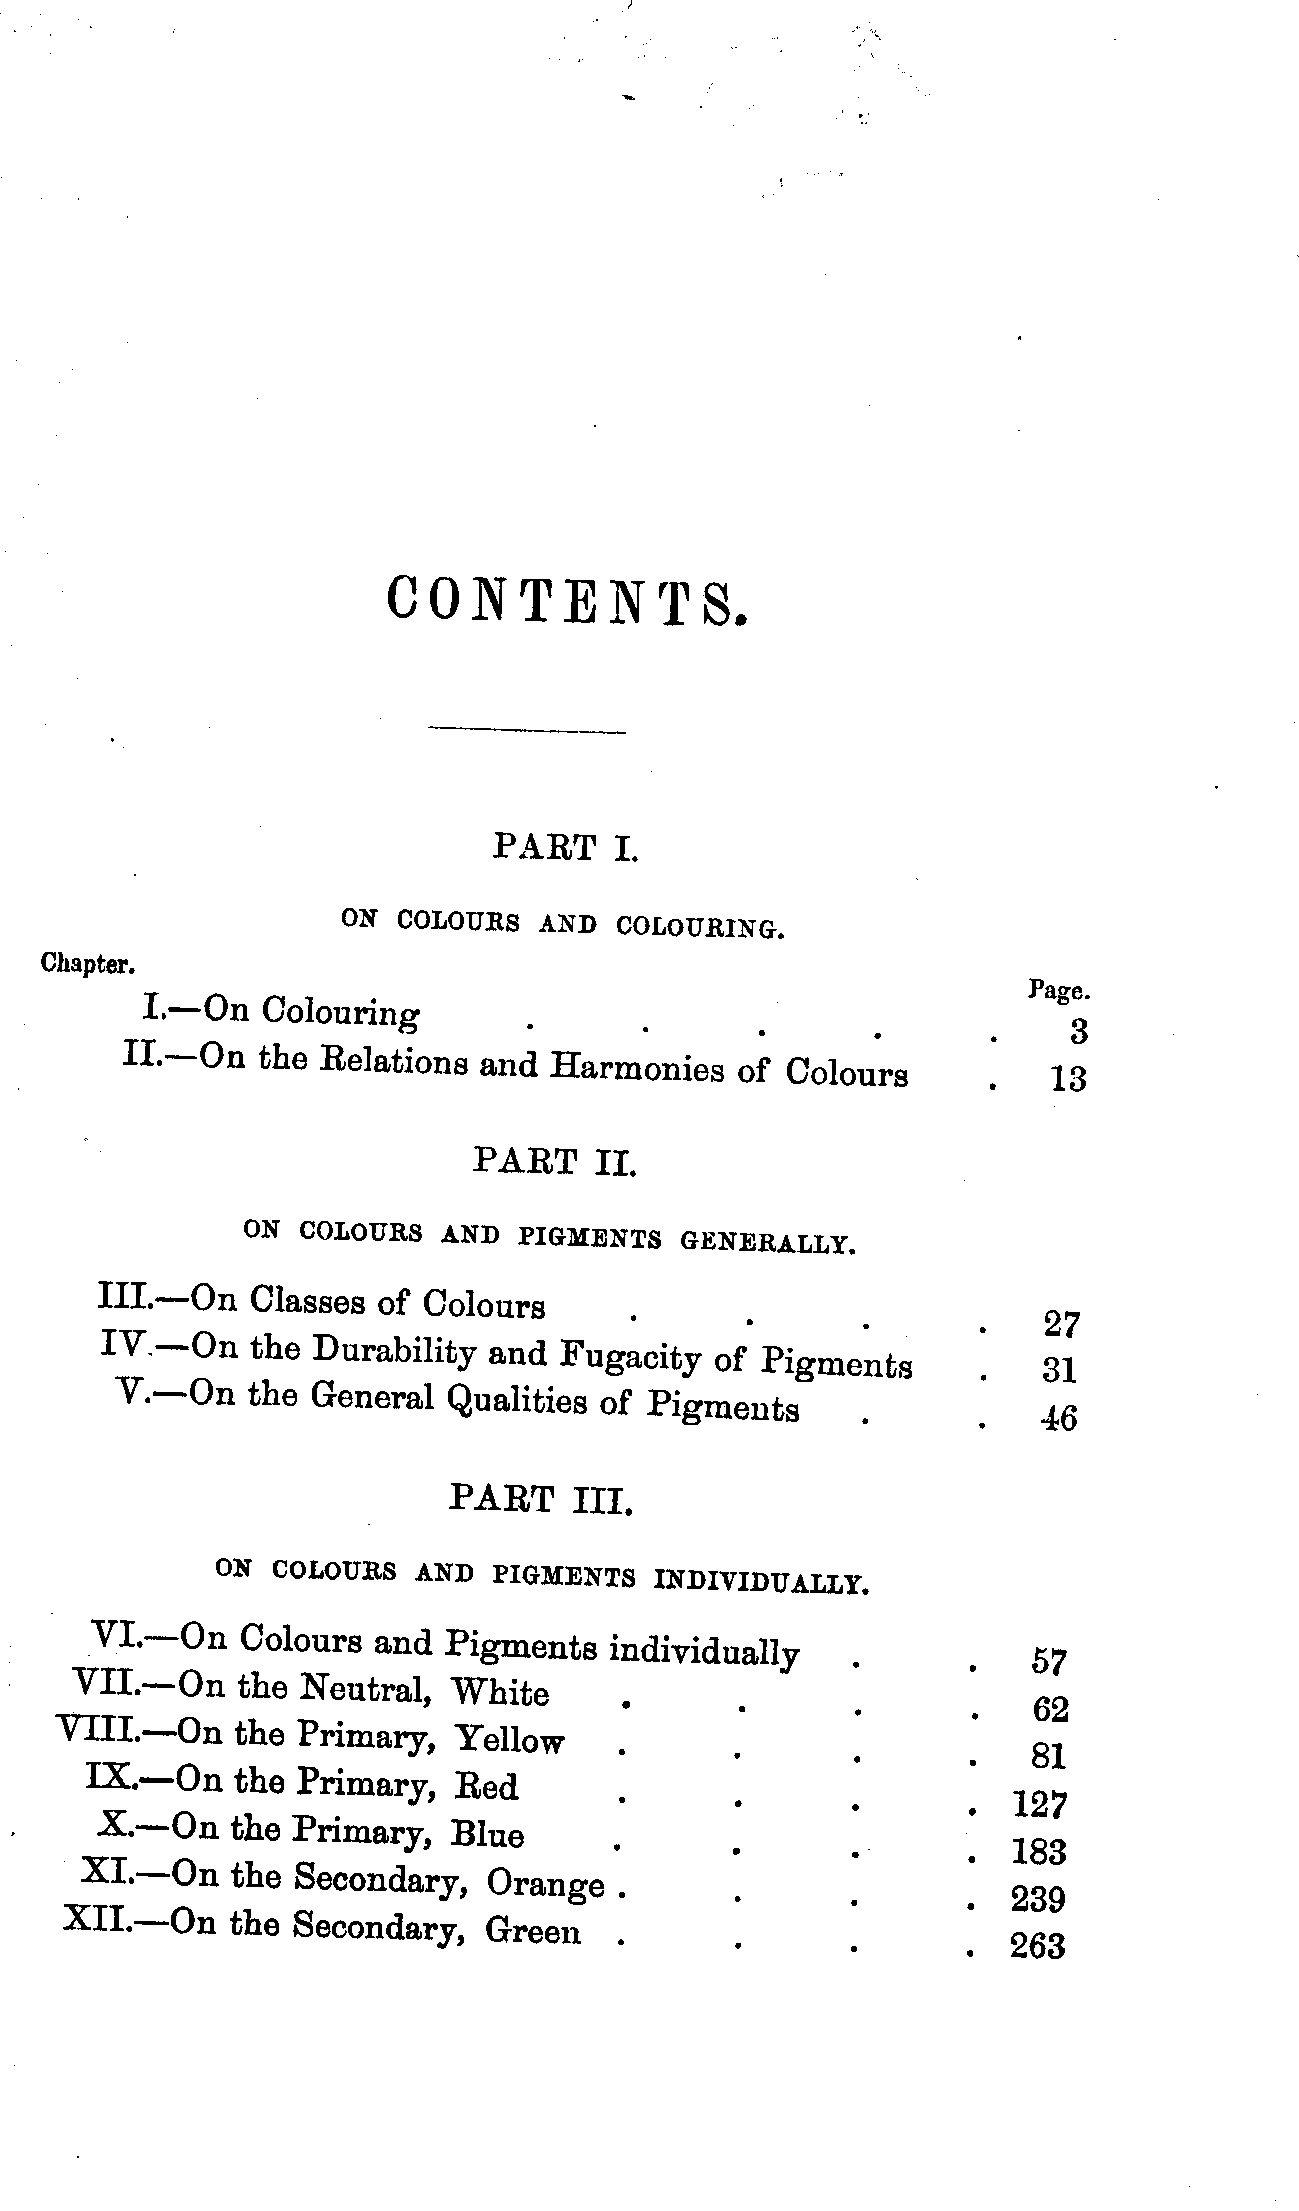 CONTENTS.
PART I.
ON COLOURS AND COLOURING.
Chapter. Page.
I.—On Colouring . . . . . 3
II.—On the Relations and Harmonies of Colours . 13
PART II.
ON COLOURS AND PIGMENTS GENERALLY.
III.—On Classes of Colours . . . . 27
IV.—On the Durability and Fugacity of Pigments . 31
V.—On the General Qualities of Pigments . . 46
PART III.
ON COLOURS AND PIGMENTS INDIVIDUALLY.
VI.—On Colours and Pigments individually . . 57
VII.—On the Neutral, White . . . . 62
VIII.—On the Primary, Yellow . . . . 81
IX.—On the Primary, Red . . . . 127
X.—On the Primary, Blue . . . . 183
XI.—On the Secondary, Orange . . . . 239
XII.—On the Secondary, Green . . . . 263